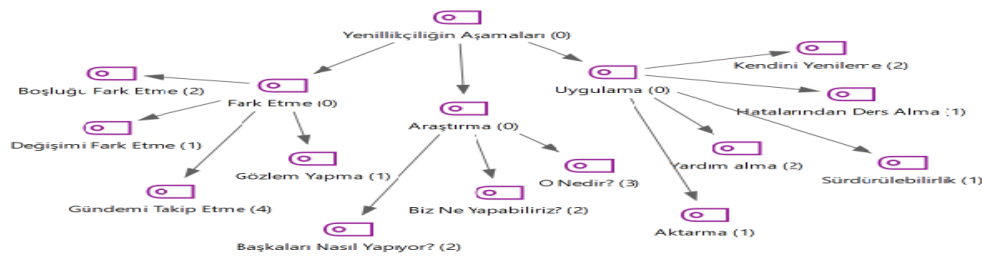 Yenillikçiliğin Aşamaları (0)
Kendini Yenileme (2)
Boşluğu Fark Etme (2)
Fark Etme (0)
Uygulama (0)
Hatalarından Ders Alma (1)
Araştırma (0)
Değişimi Fark Etme (1)
Gözlem Yapma (1)
O Nedir? (3)
Yardım alma (2)
Sürdürülebilirlik (1)
Gündemi Takip Etme (4)
Biz Ne Yapabiliriz? (2)
Aktarma (1)
Başkaları Nasıl Yapıyor? (2)